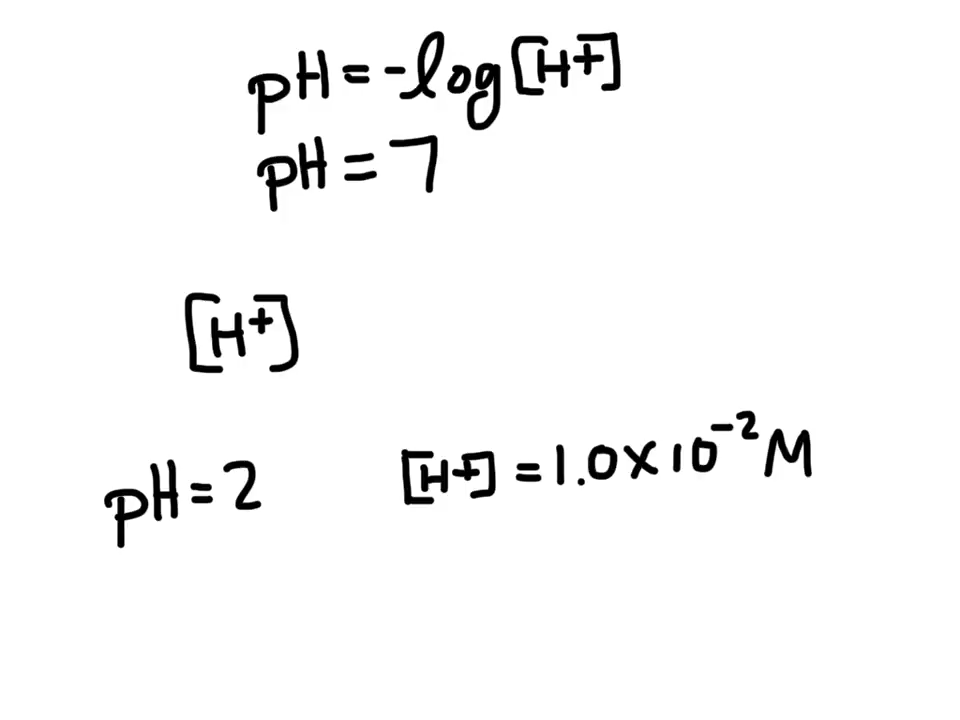 pH = -log [H+]
pH = 7
[H⁺]
pH = 2 [H+] = 1.0 x 10⁻² M